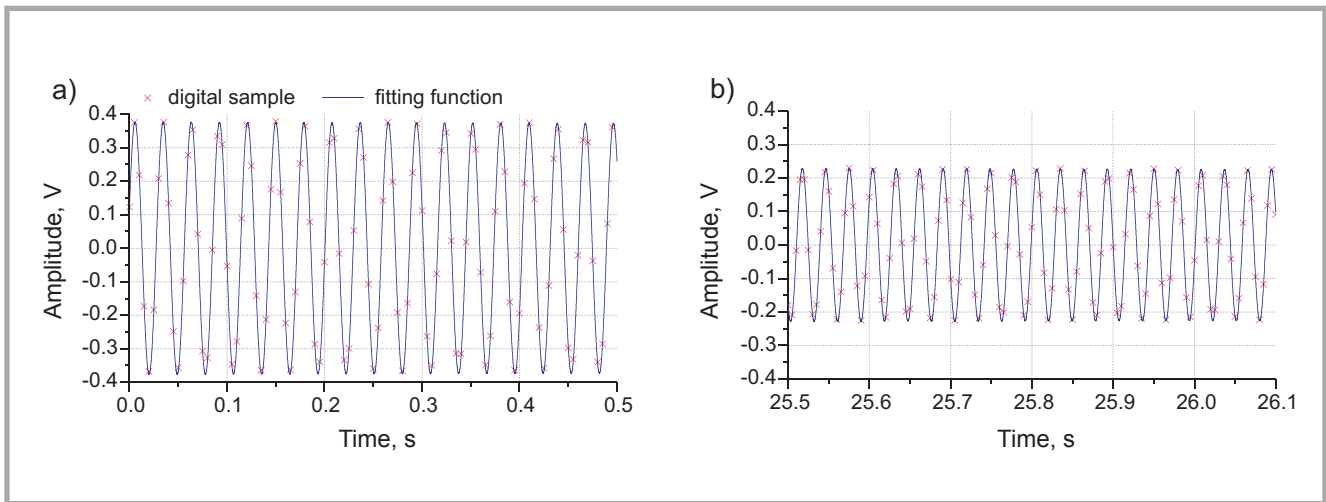 a)
digital sample
fitting function
Amplitude, V
0.4
0.3
0.2
0.1
0.0
-0.1
-0.2
-0.3
-0.4
0.0 0.1 0.2 0.3 0.4 0.5
Time, s
b)
Amplitude, V
0.4
0.3
0.2
0.1
0.0
-0.1
-0.2
-0.3
-0.4
25.5 25.6 25.7 25.8 25.9 26.0 26.1
Time, s